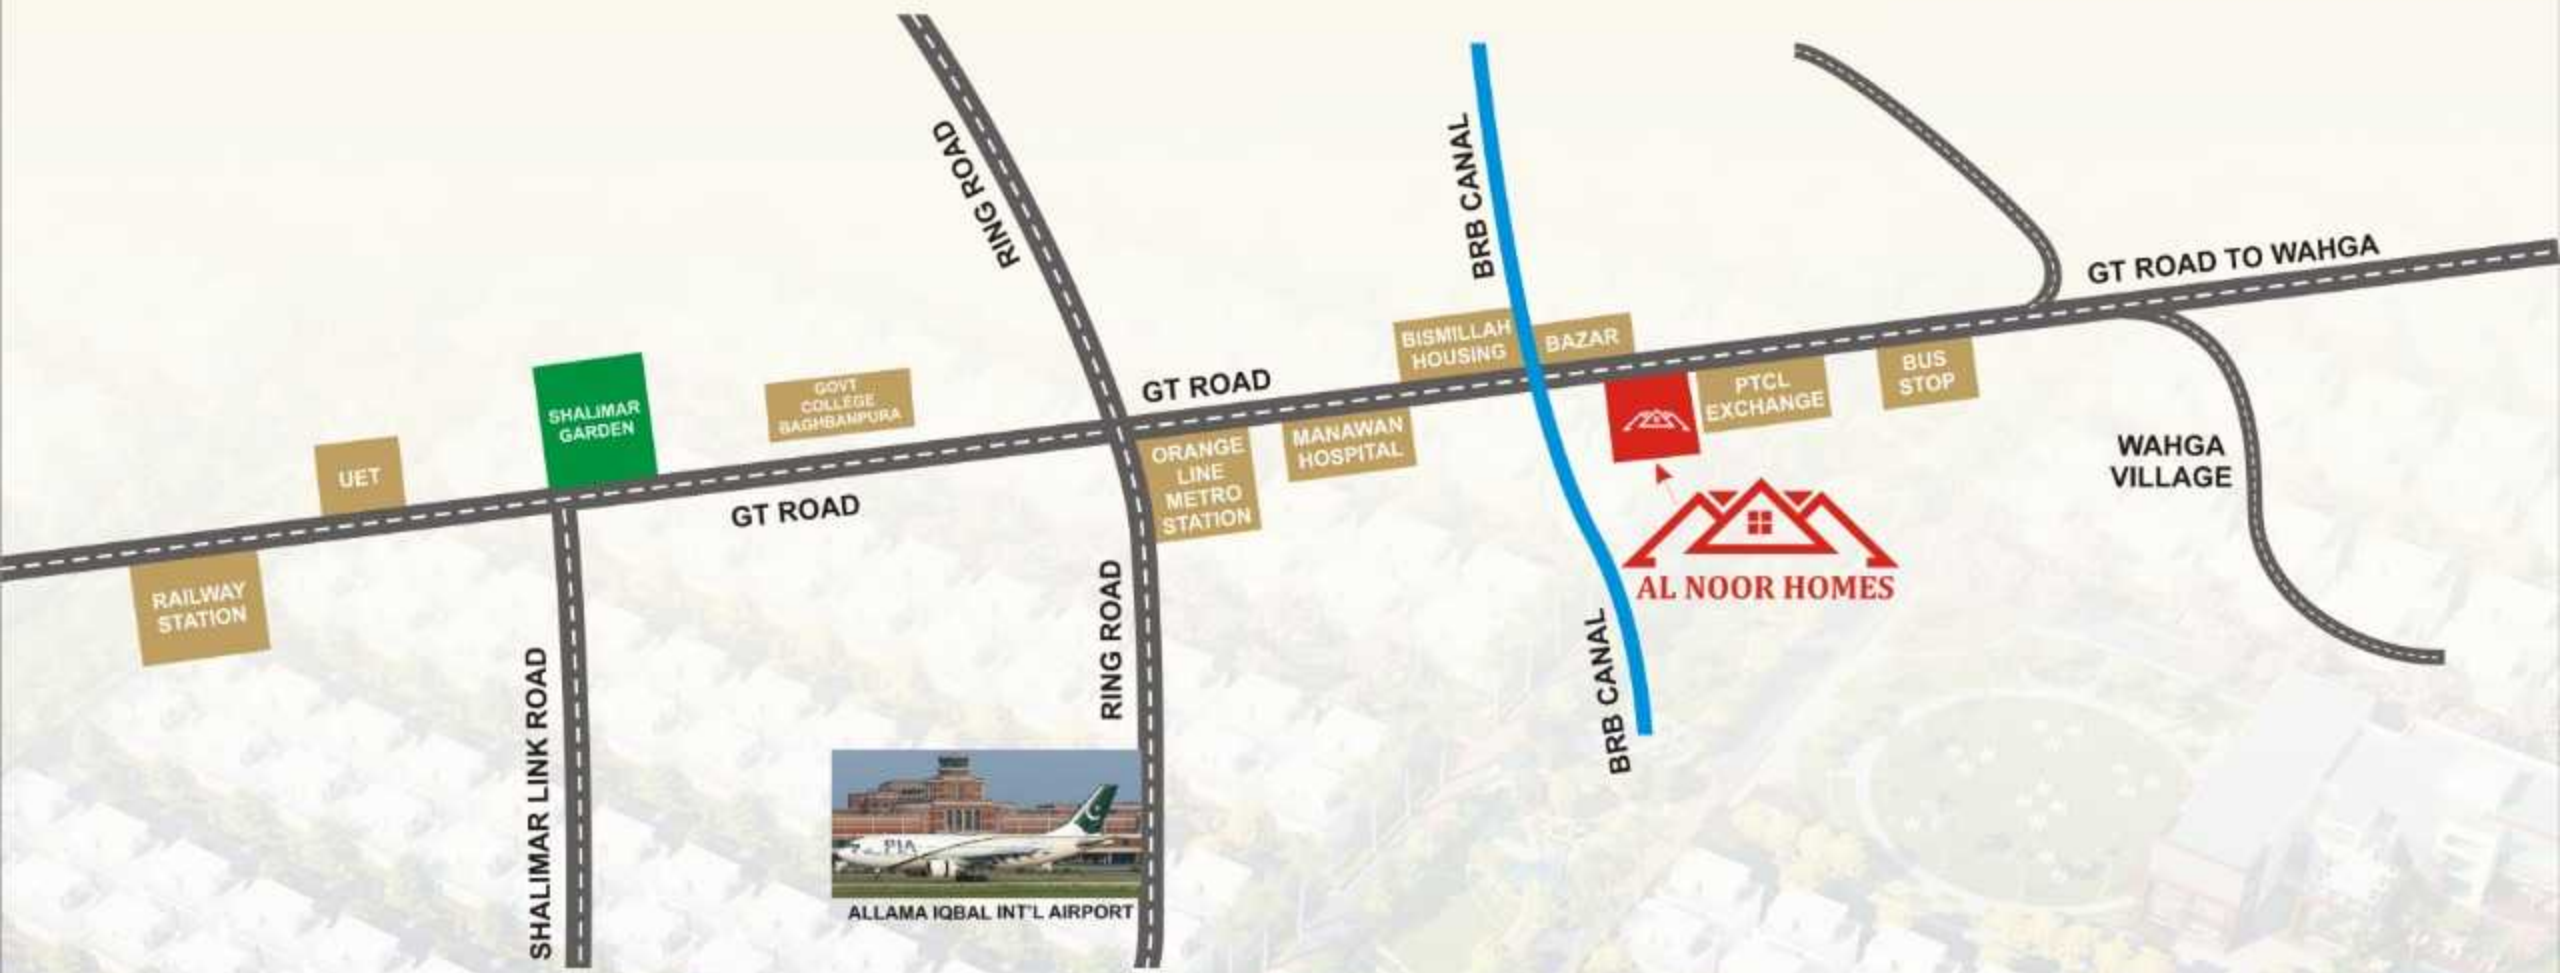 RING ROAD
BRB CANAL
GT ROAD TO WAHGA
BISMILLAH
HOUSING
BAZAR
BUS
STOP
SHALIMAR
GARDEN
GOVT
COLLEGE
BAGHBANPURA
GT ROAD
PTCL
EXCHANGE
UET
ORANGE
LINE
METRO
STATION
MANAWAN
HOSPITAL
WAHGA
VILLAGE
GT ROAD
RAILWAY
STATION
AL NOOR HOMES
RING ROAD
BRB CANAL
SHALIMAR LINK ROAD
PIA
ALLAMA IQBAL INT'L AIRPORT